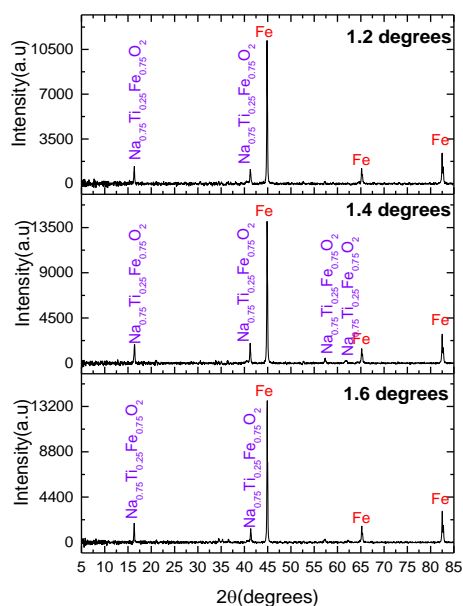 Fe
1.2 degrees
Na0.75Ti0.25Fe0.75O2
Na0.75Ti0.25Fe0.75O2
Fe
Fe
Intensity(a.u)
10500
7000
3500
0
1.4 degrees
Fe
Na0.75Ti0.25Fe0.75O2
Na0.75Ti0.25Fe0.75O2
Na0.75Ti0.25Fe0.75O2
Na0.75Ti0.25Fe0.75O2
Fe
Fe
Intensity(a.u)
13500
9000
4500
0
Fe
1.6 degrees
Na0.75Ti0.25Fe0.75O2
Na0.75Ti0.25Fe0.75O2
Fe
Fe
Intensity(a.u)
13200
8800
4400
0
5 10 15 20 25 30 35 40 45 50 55 60 65 70 75 80 85
2θ(degrees)